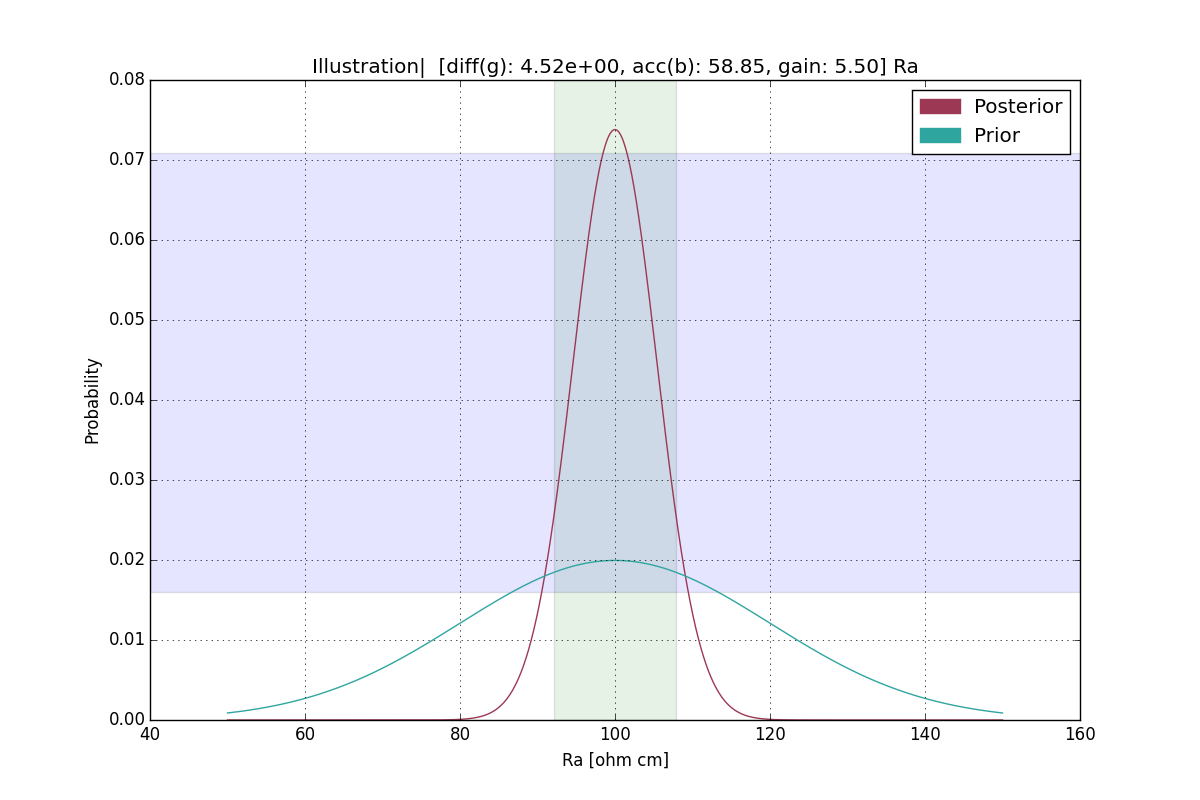 Illustration|  [diff(g): 4.52e+00, acc(b): 58.85, gain: 5.50] Ra
Posterior
Prior
0.08
0.07
0.06
0.05
0.04
0.03
0.02
0.01
0.00
Probability
40 60 80 100 120 140 160
Ra [ohm cm]